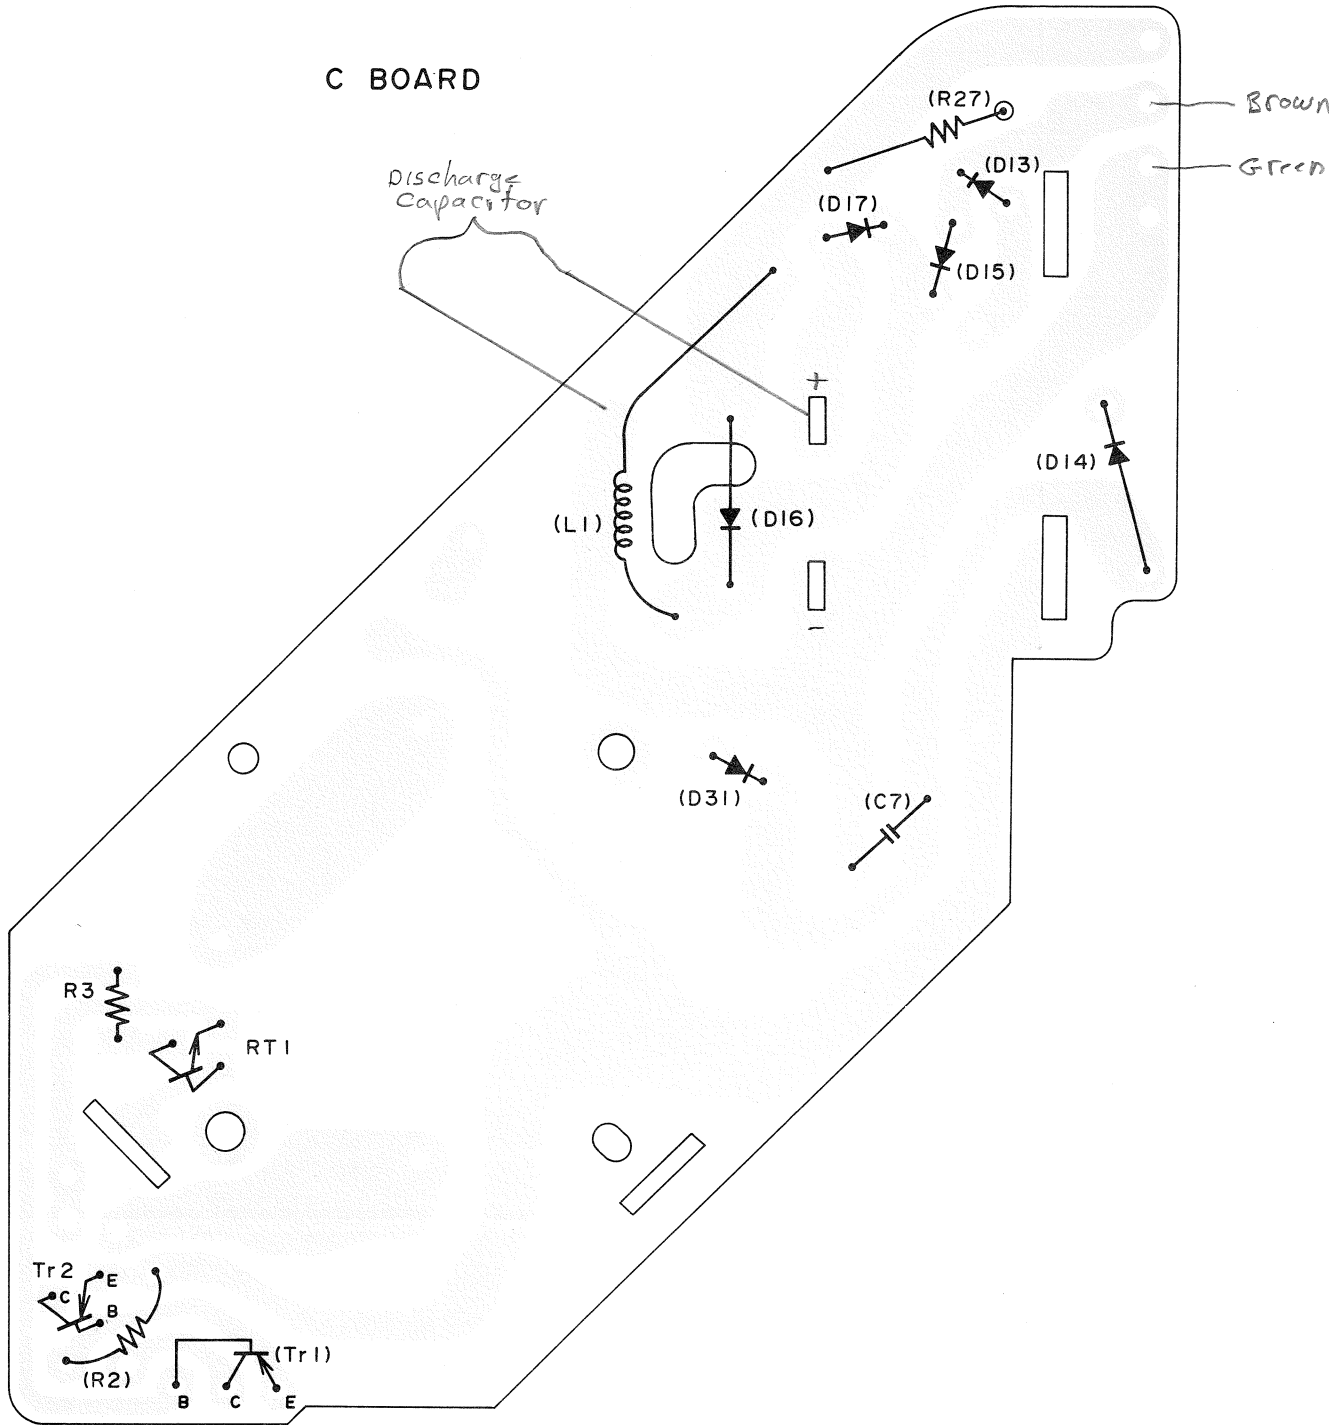 C BOARD
(R27)
Brown
Discharge
Capacitor
(D13)
Green
(D17)
(D15)
+
(D14)
(L1)
(D16)
-
(D31)
(C7)
R3
RT1
Tr2
E
C
B
(R2)
(Tr1)
B C E